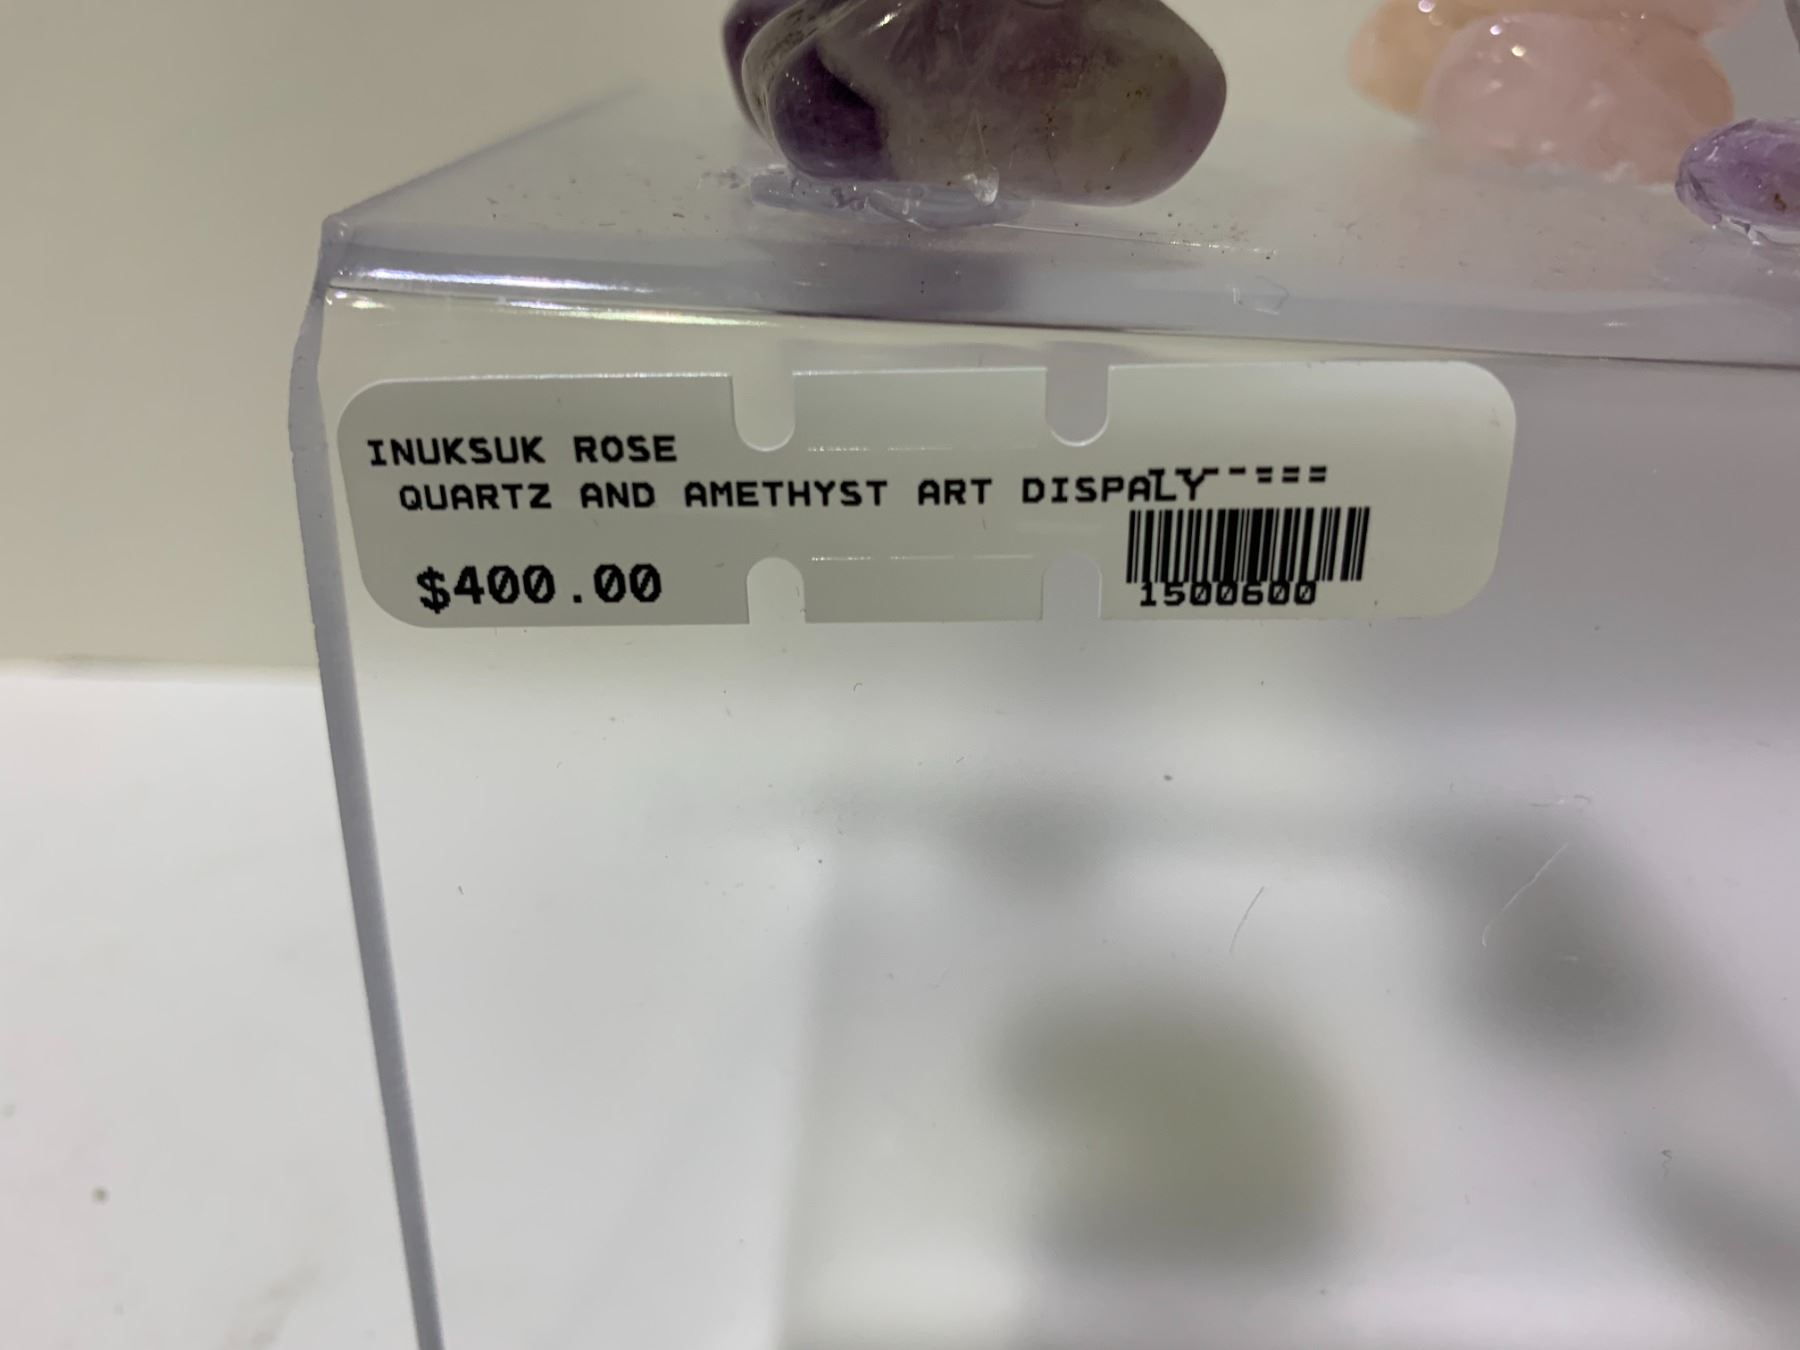 INUKSUK ROSE
QUARTZ AND AMETHYST ART DISPALY
$400.00
1500600